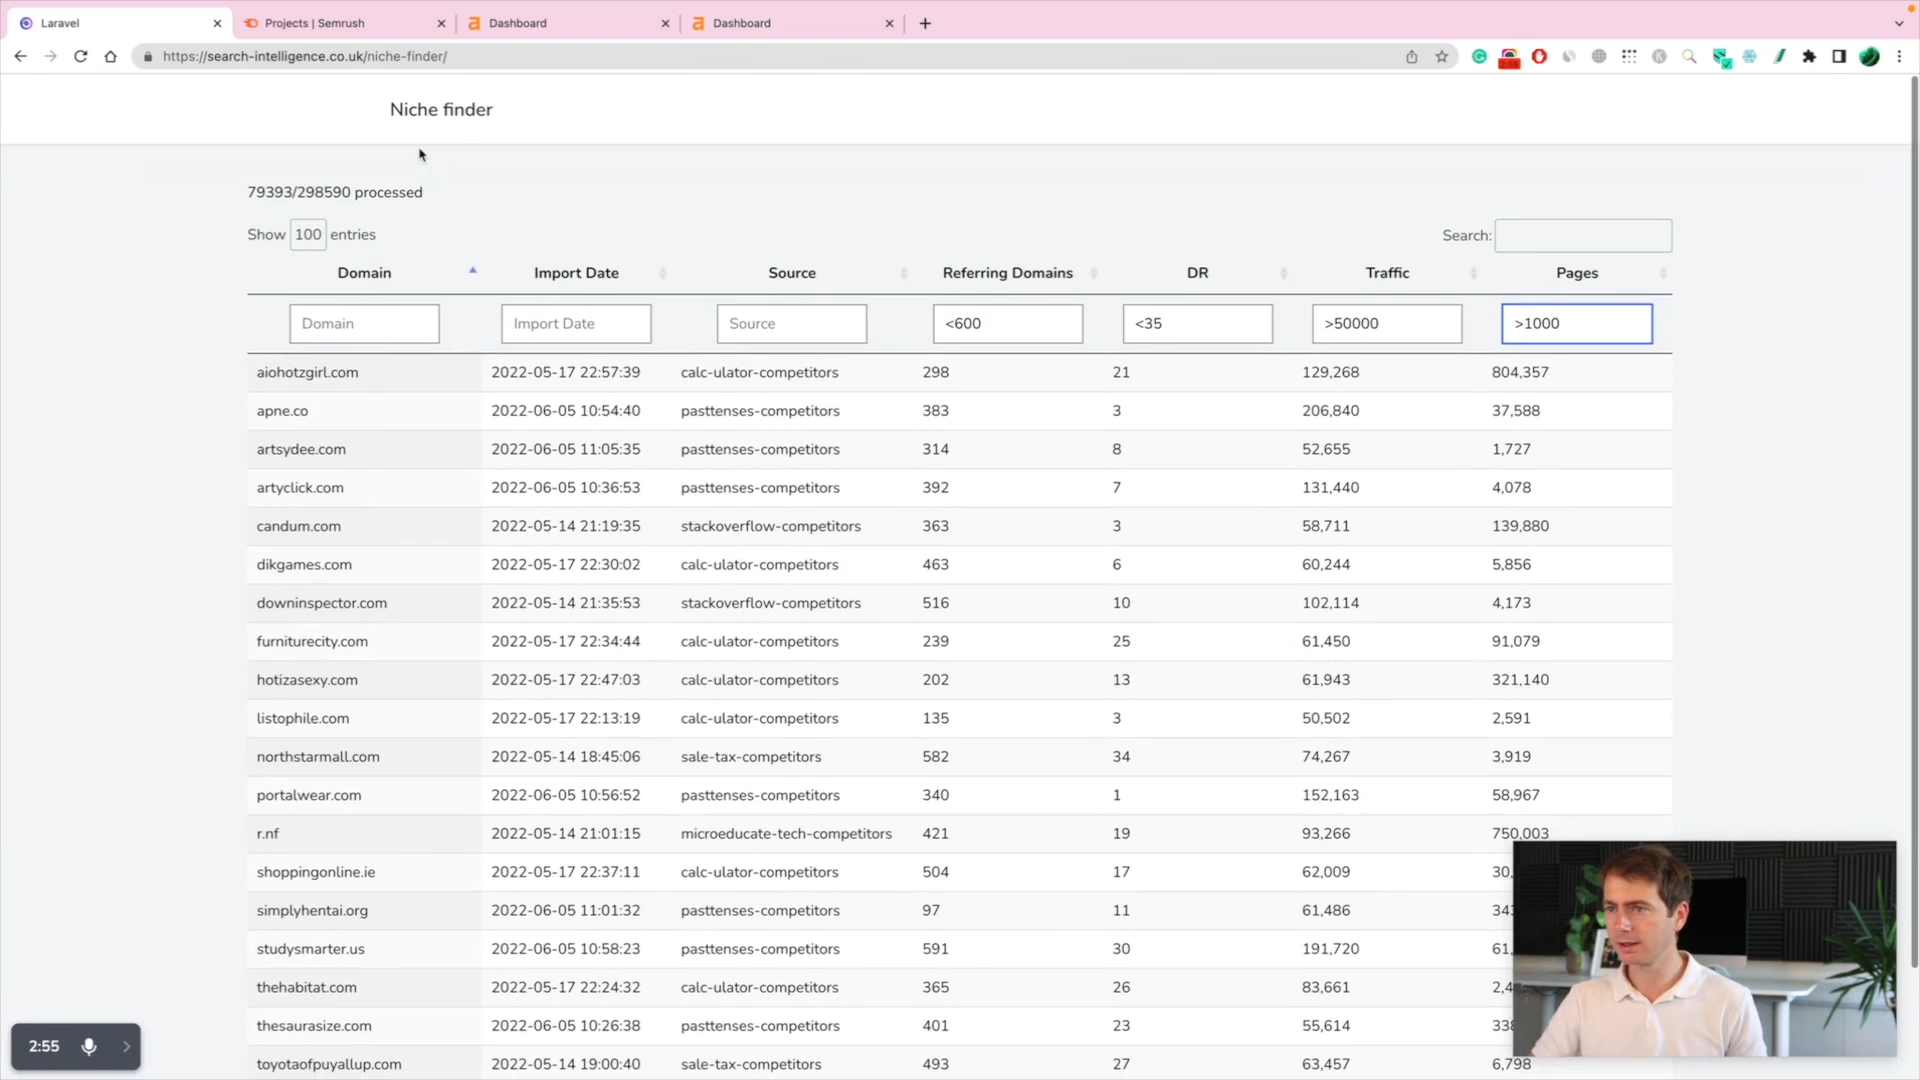 Laravel
Projects | Semrush
Dashboard
Dashboard
https://search-intelligence.co.uk/niche-finder/
Niche finder
79393/298590 processed
Show 100 entries
Search:
Domain Import Date Source Referring Domains DR Traffic Pages
Domain Import Date Source <600 <35 >50000 >1000
aiohotzgirl.com 2022-05-17 22:57:39 calc-ulator-competitors 298 21 129,268 804,357
apne.co 2022-06-05 10:54:40 pasttenses-competitors 383 3 206,840 37,588
artsydee.com 2022-06-05 11:05:35 pasttenses-competitors 314 8 52,655 1,727
artyclick.com 2022-06-05 10:36:53 pasttenses-competitors 392 7 131,440 4,078
candum.com 2022-05-14 21:19:35 stackoverflow-competitors 363 3 58,711 139,880
dikgames.com 2022-05-17 22:30:02 calc-ulator-competitors 463 6 60,244 5,856
downinspector.com 2022-05-14 21:35:53 stackoverflow-competitors 516 10 102,114 4,173
furniturecity.com 2022-05-17 22:34:44 calc-ulator-competitors 239 25 61,450 91,079
hotizasexy.com 2022-05-17 22:47:03 calc-ulator-competitors 202 13 61,943 321,140
listophile.com 2022-05-17 22:13:19 calc-ulator-competitors 135 3 50,502 2,591
northstarmall.com 2022-05-14 18:45:06 sale-tax-competitors 582 34 74,267 3,919
portalwear.com 2022-06-05 10:56:52 pasttenses-competitors 340 1 152,163 58,967
r.nf 2022-05-14 21:01:15 microeducate-tech-competitors 421 19 93,266 750,003
shoppingonline.ie 2022-05-17 22:37:11 calc-ulator-competitors 504 17 62,009 30,
simplyhentai.org 2022-06-05 11:01:32 pasttenses-competitors 97 11 61,486
studysmarter.us 2022-06-05 10:58:23 pasttenses-competitors 591 30 191,720 61,
thehabitat.com 2022-05-17 22:24:32 calc-ulator-competitors 365 26 83,661 2,4
thesaurasize.com 2022-06-05 10:26:38 pasttenses-competitors 401 23 55,614
toyotaofpuyallup.com 2022-05-14 19:00:40 sale-tax-competitors 493 27 63,457 6,798
2:55